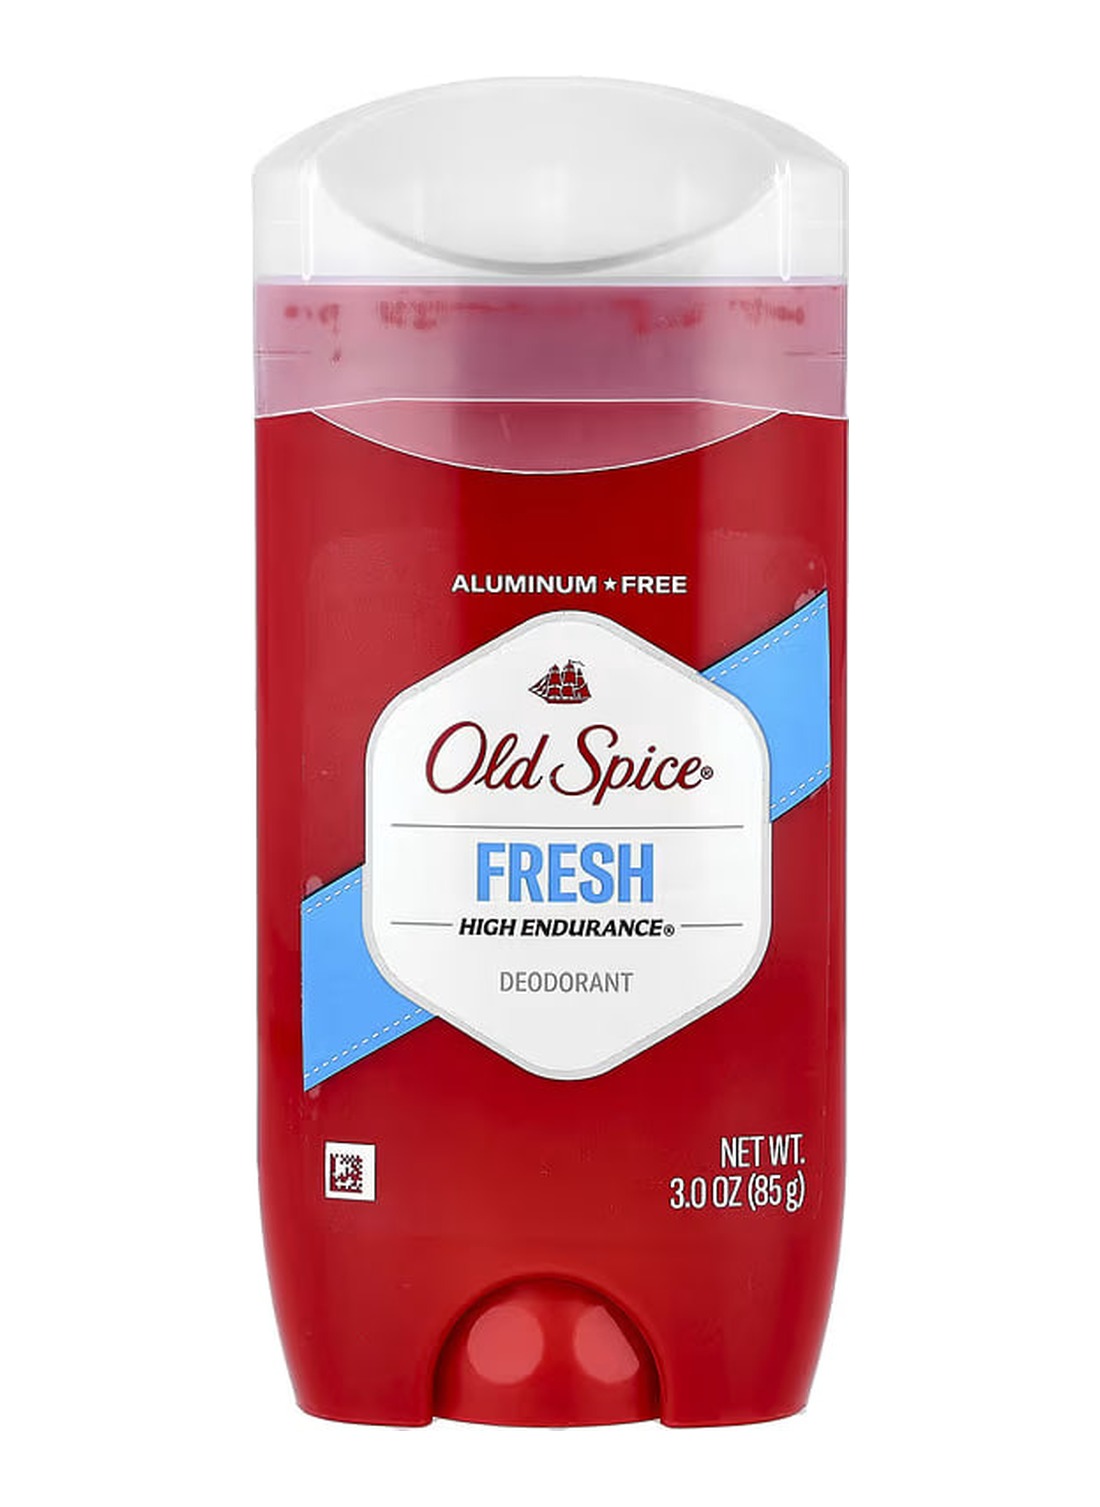 ALUMINUM ★ FREE
Old Spice®
FRESH
HIGH ENDURANCE®
DEODORANT
NET WT.
3.0 OZ (85 g)